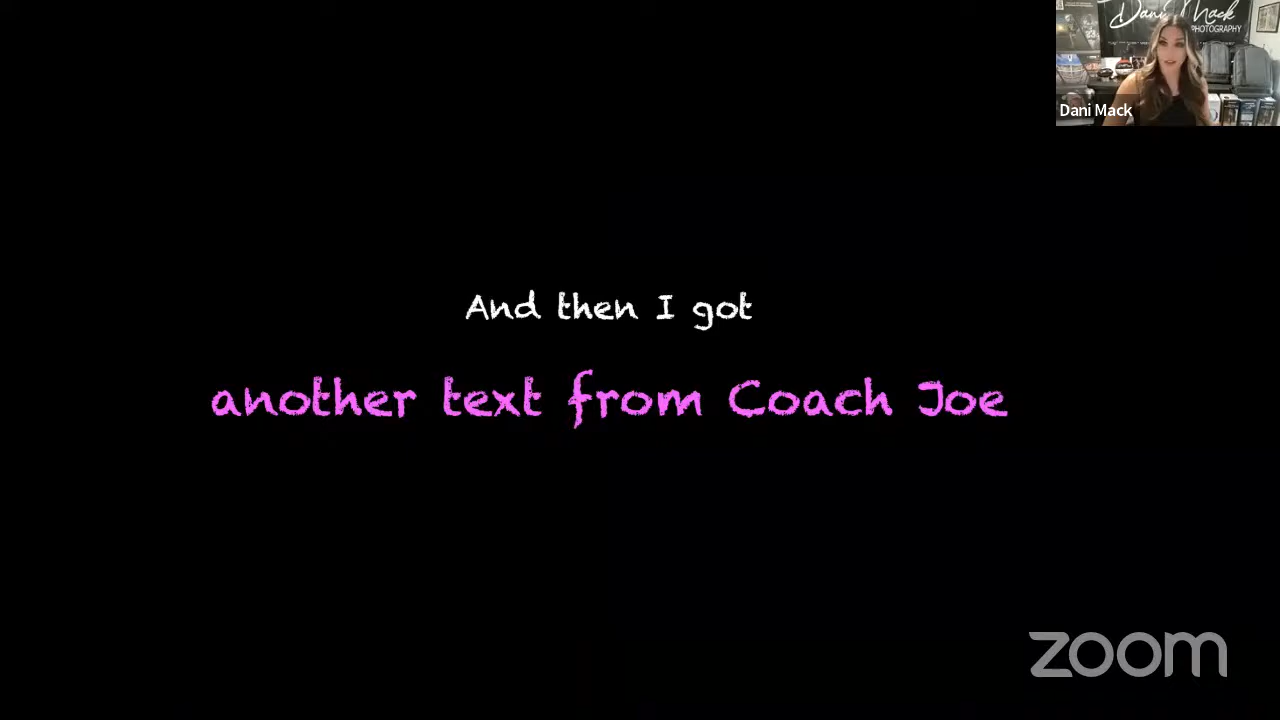 Dani Mack
PHOTOGRAPHY
Dani Mack
And then I got
another text from Coach Joe
zoom